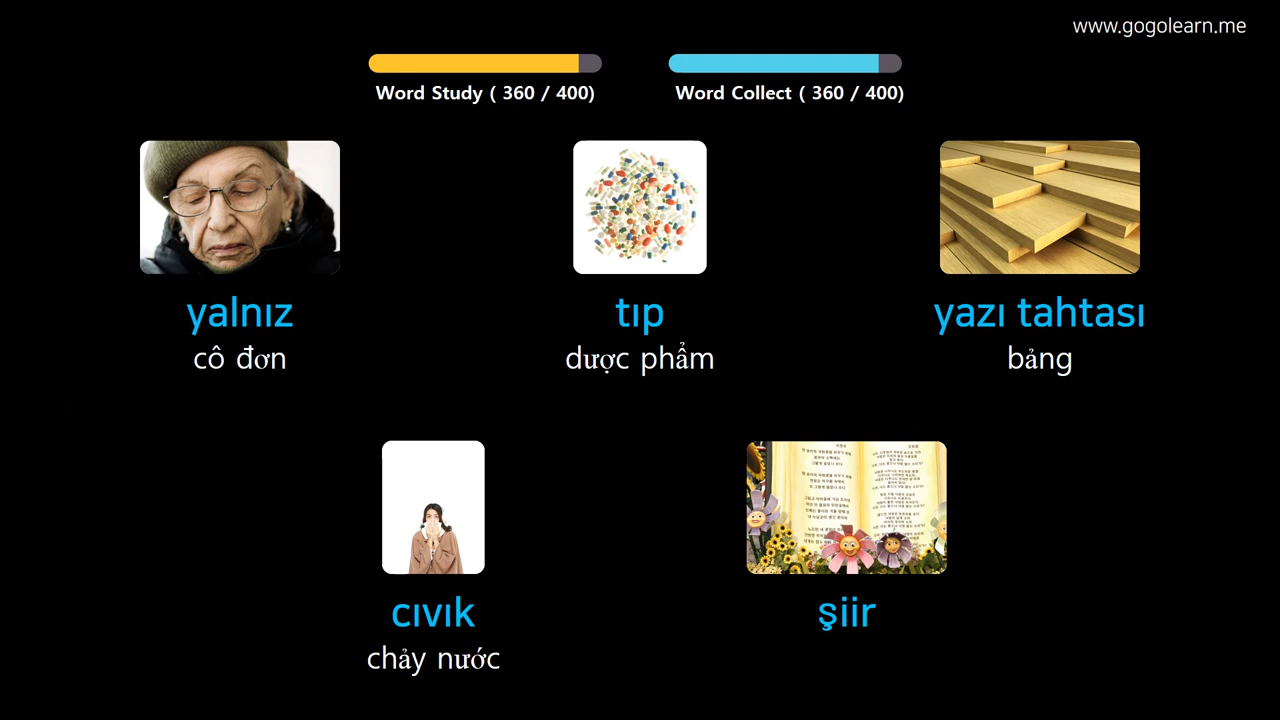 www.gogolearn.me
Word Study ( 360 / 400)
Word Collect ( 360 / 400)
yalnız
tıp
yazı tahtası
cô đơn
dược phẩm
bảng
cıvık
şiir
chảy nước